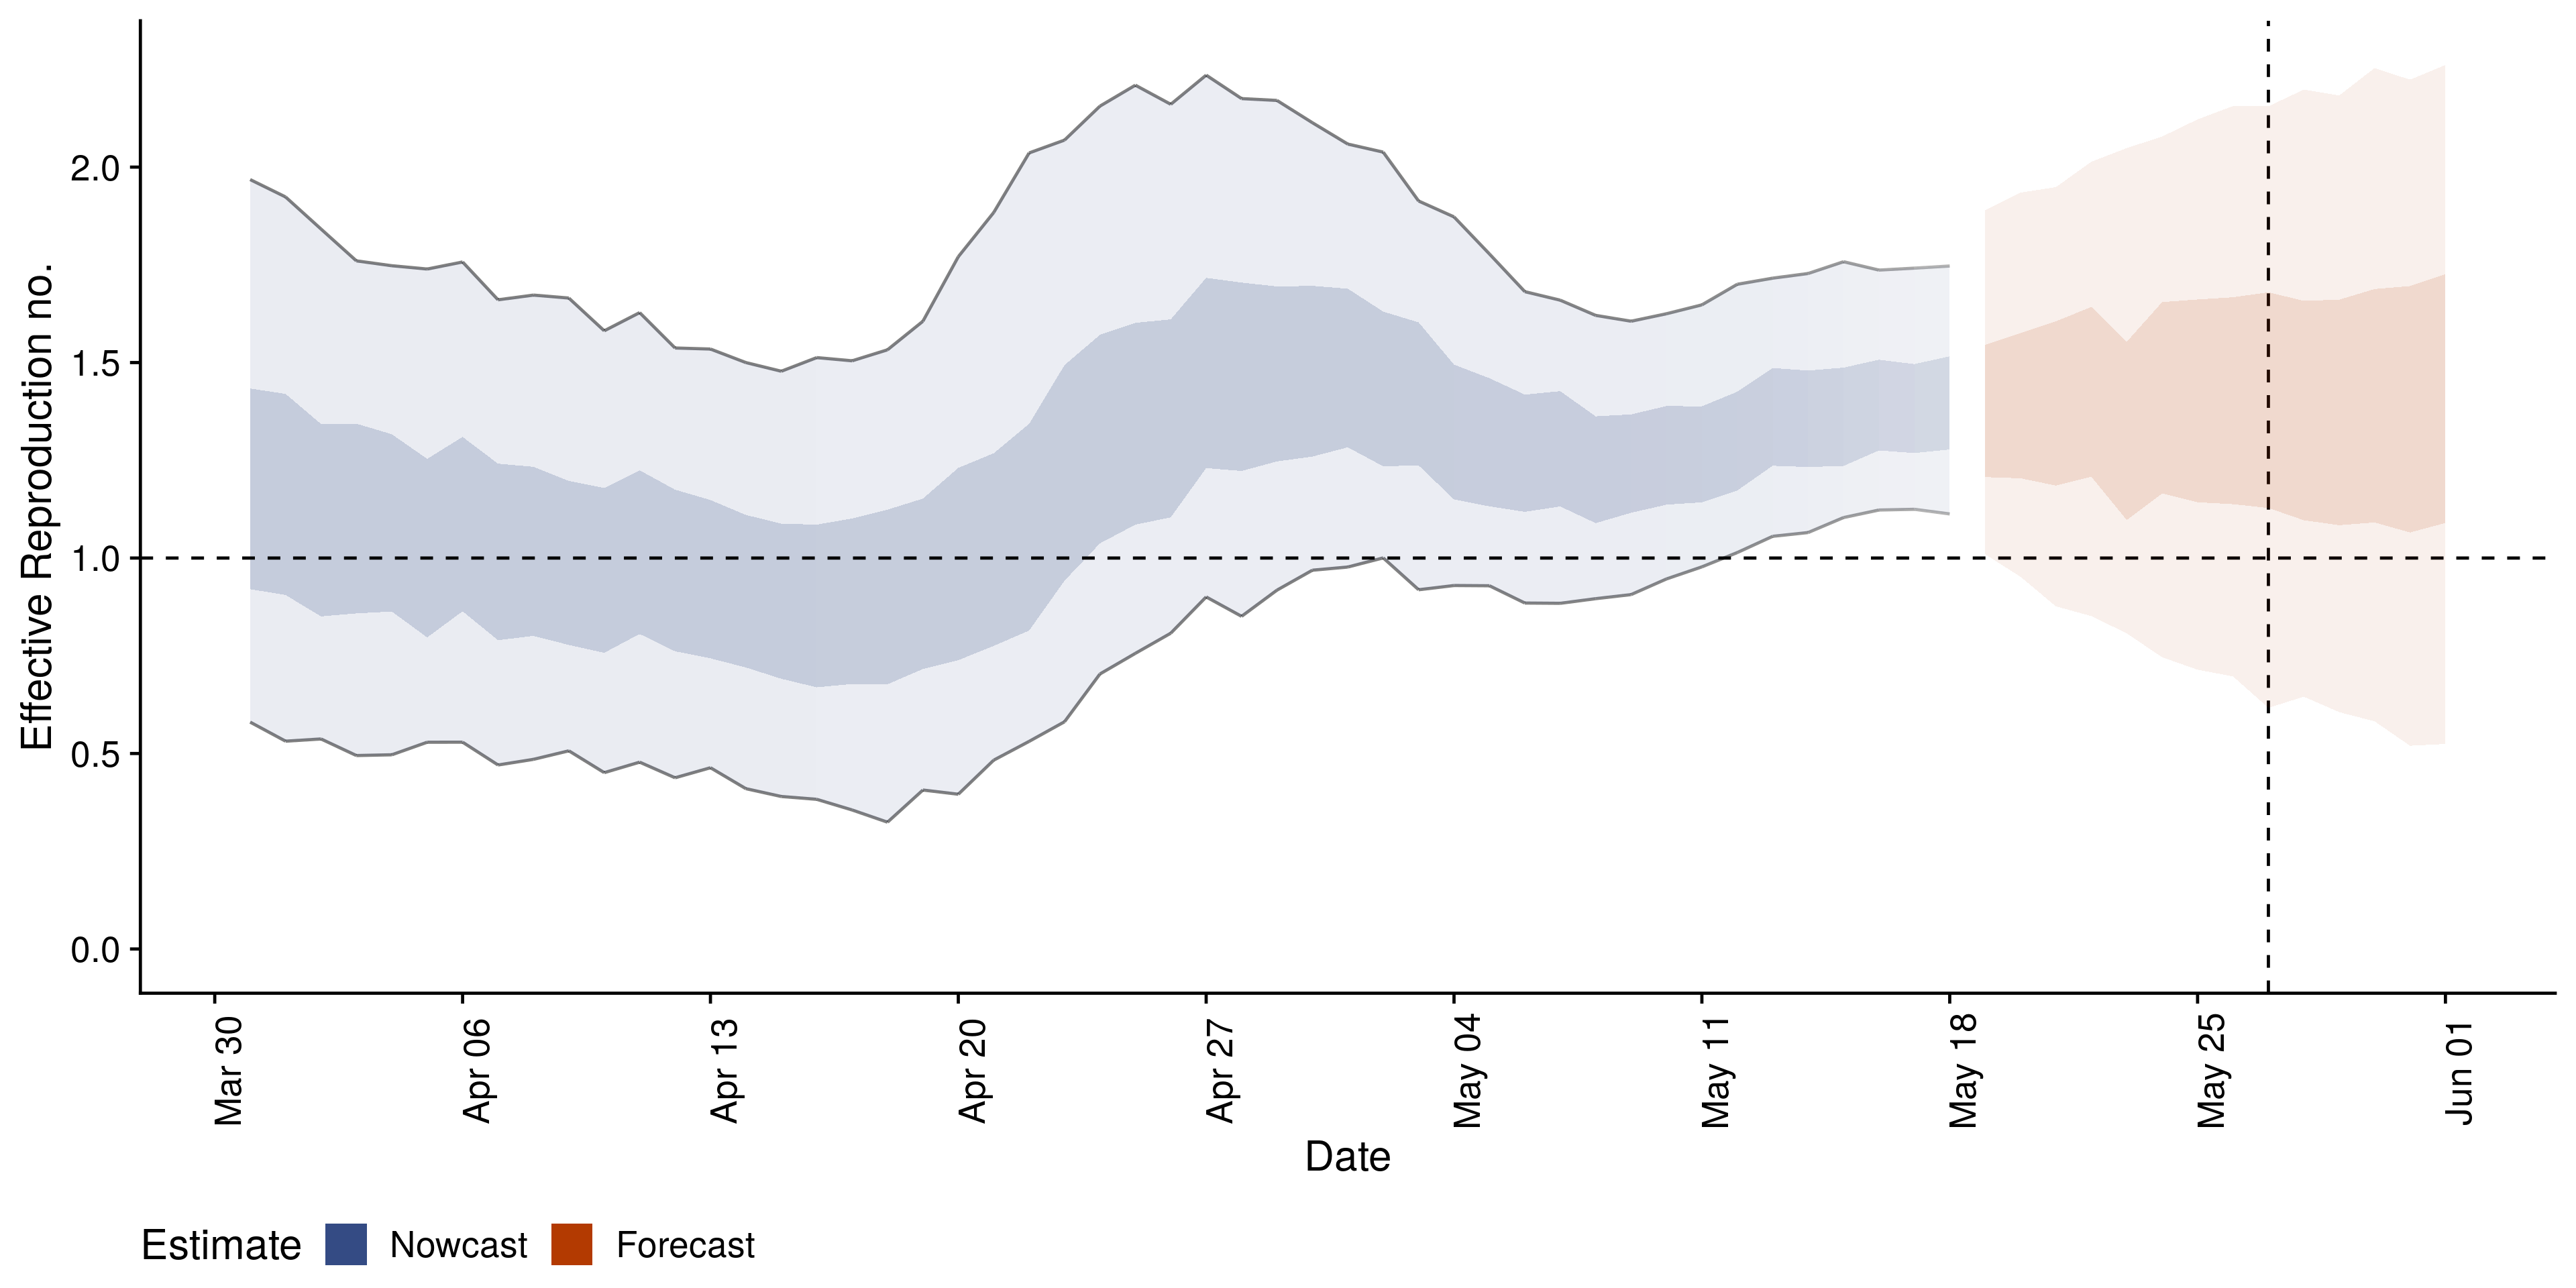 Effective Reproduction no.
2.0
1.5
1.0
0.5
0.0
Mar 30
Apr 06
Apr 13
Apr 20
Apr 27
May 04
May 11
May 18
May 25
Jun 01
Date
Estimate Nowcast Forecast